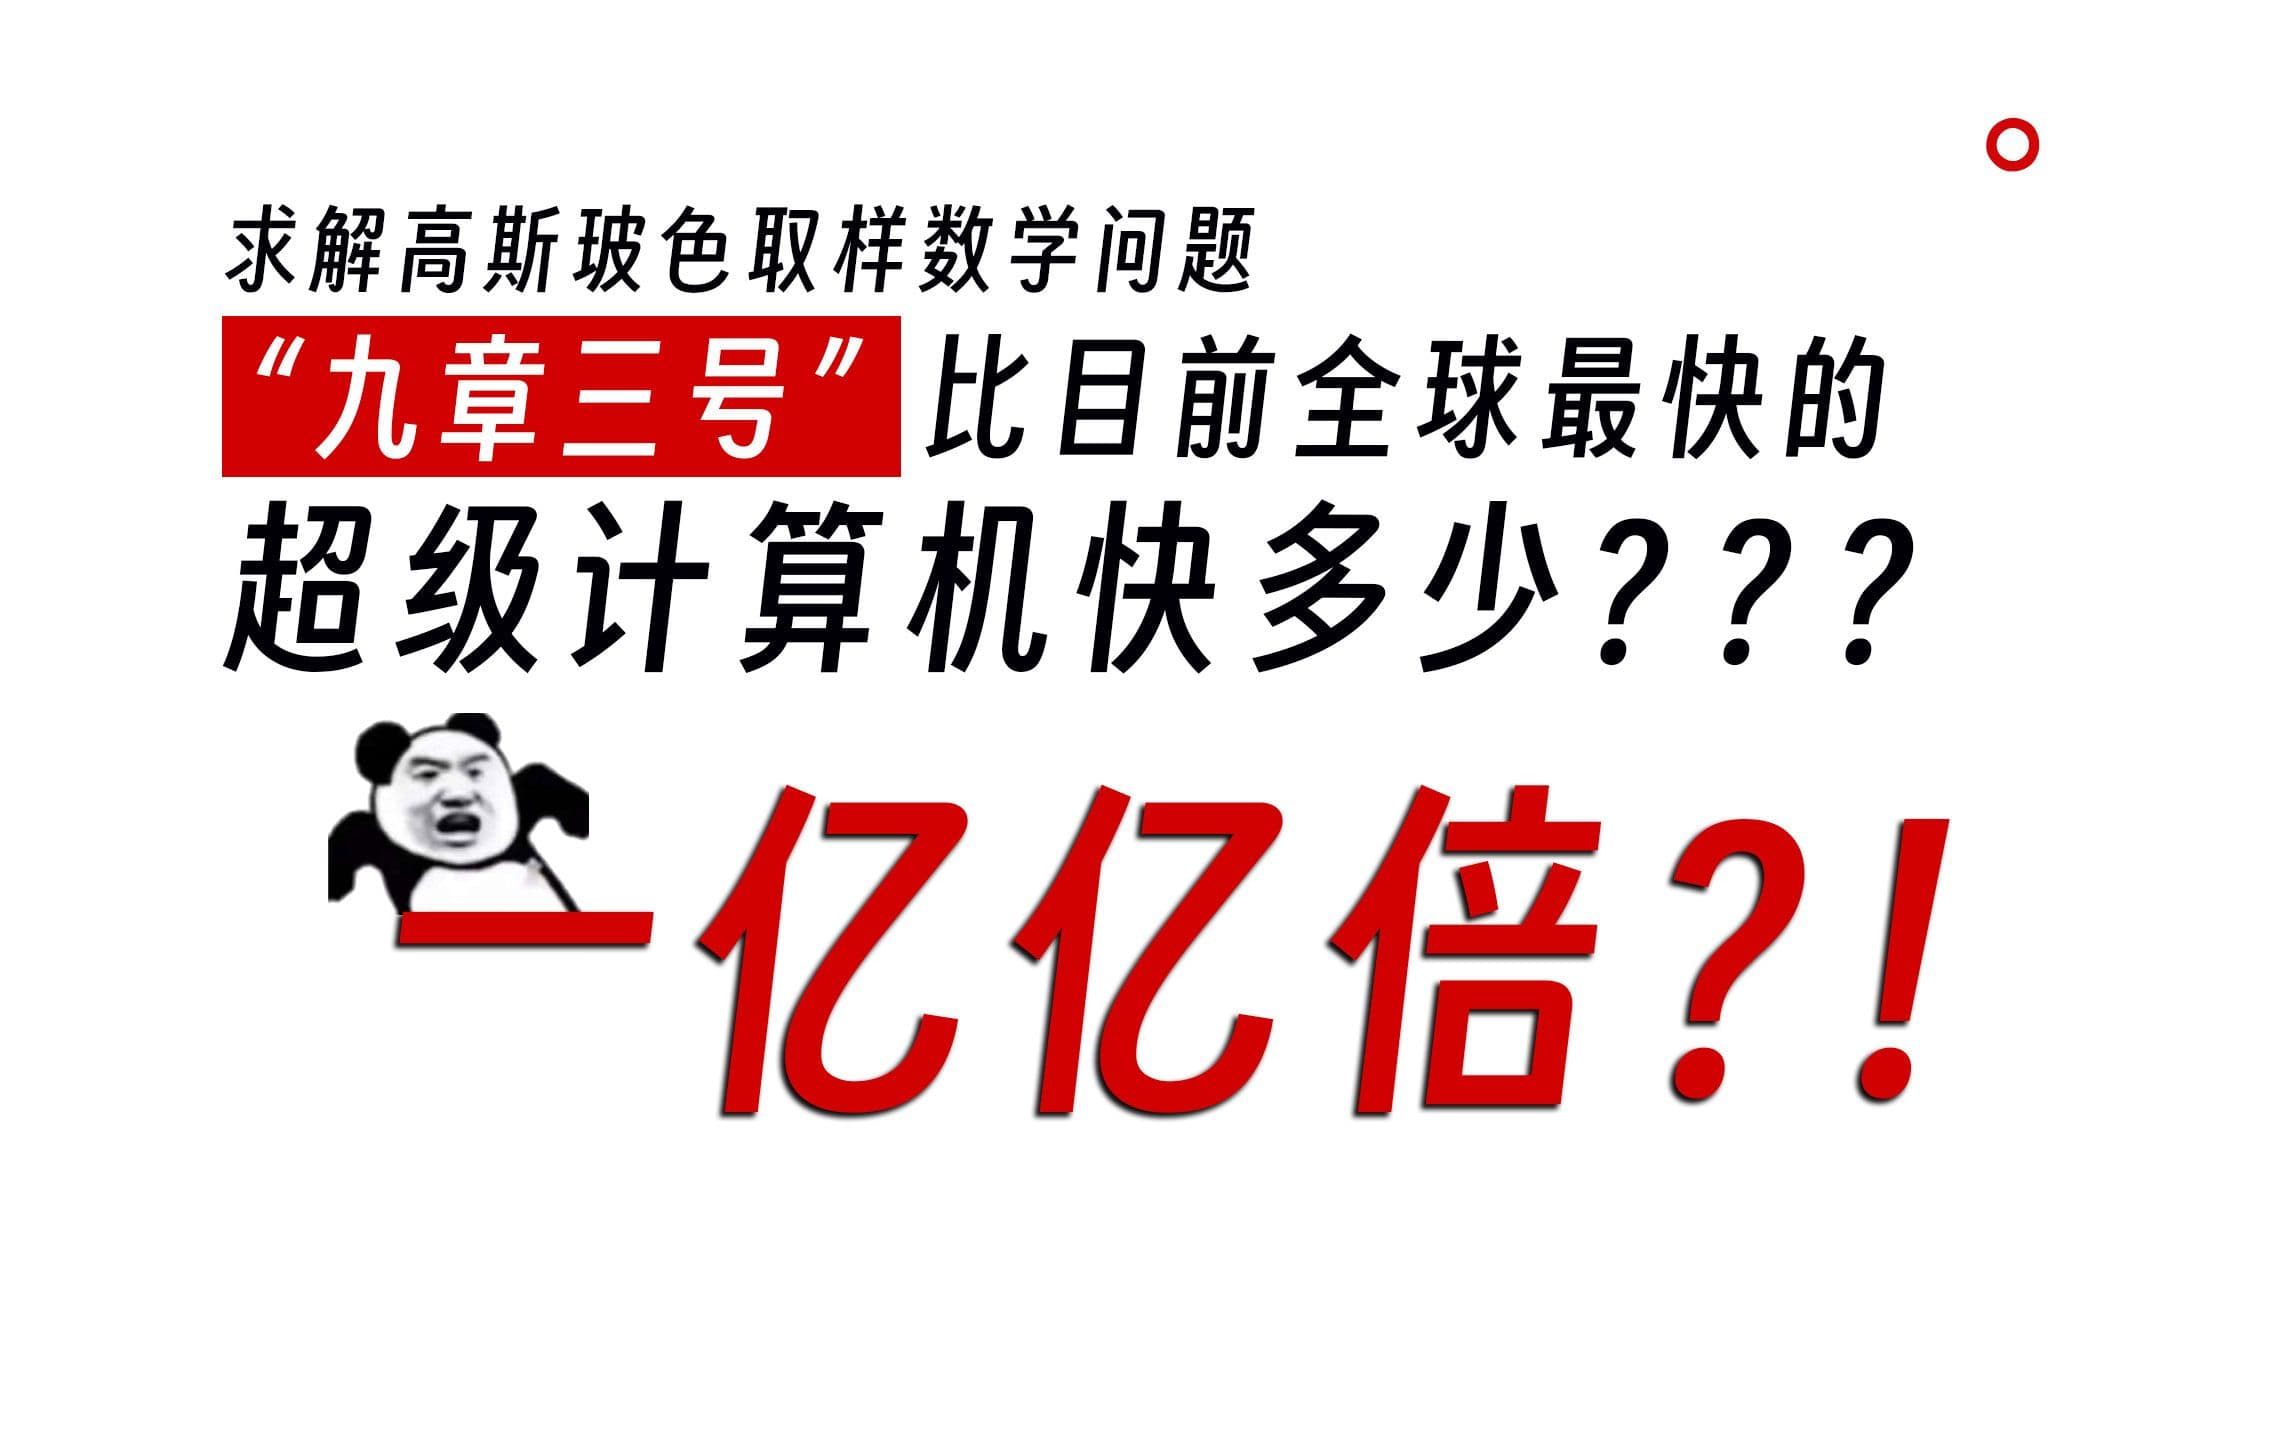 求解高斯玻色取样数学问题
“九章三号”比目前全球最快的
超级计算机快多少???
一亿亿倍?!